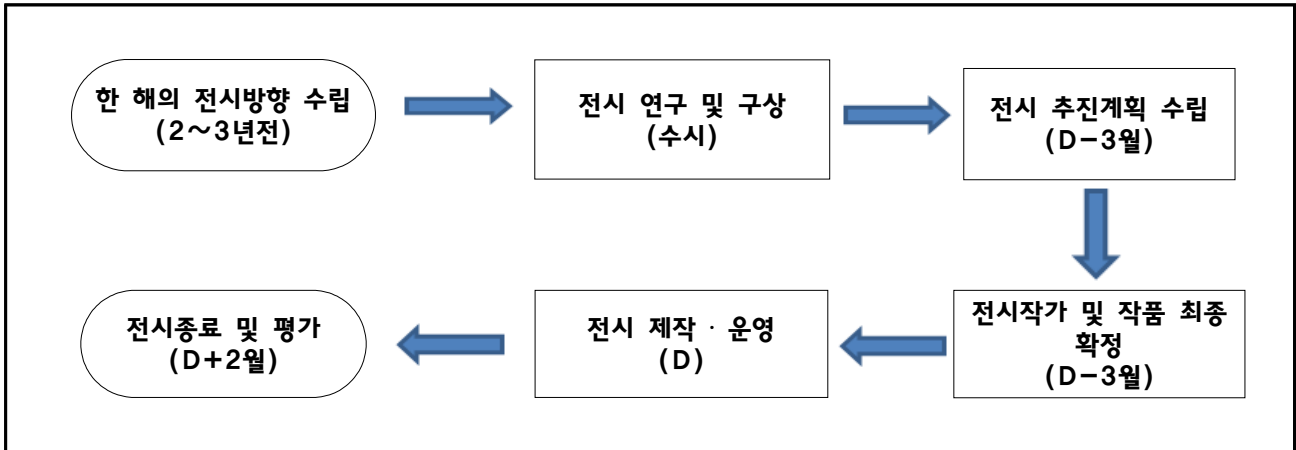 한 해의 전시방향 수립
(2～3년전)
전시 연구 및 구상
(수시)
전시 추진계획 수립
(D-3월)
전시작가 및 작품 최종
확정
(D-3월)
전시 제작 · 운영
(D)
전시종료 및 평가
(D+2월)